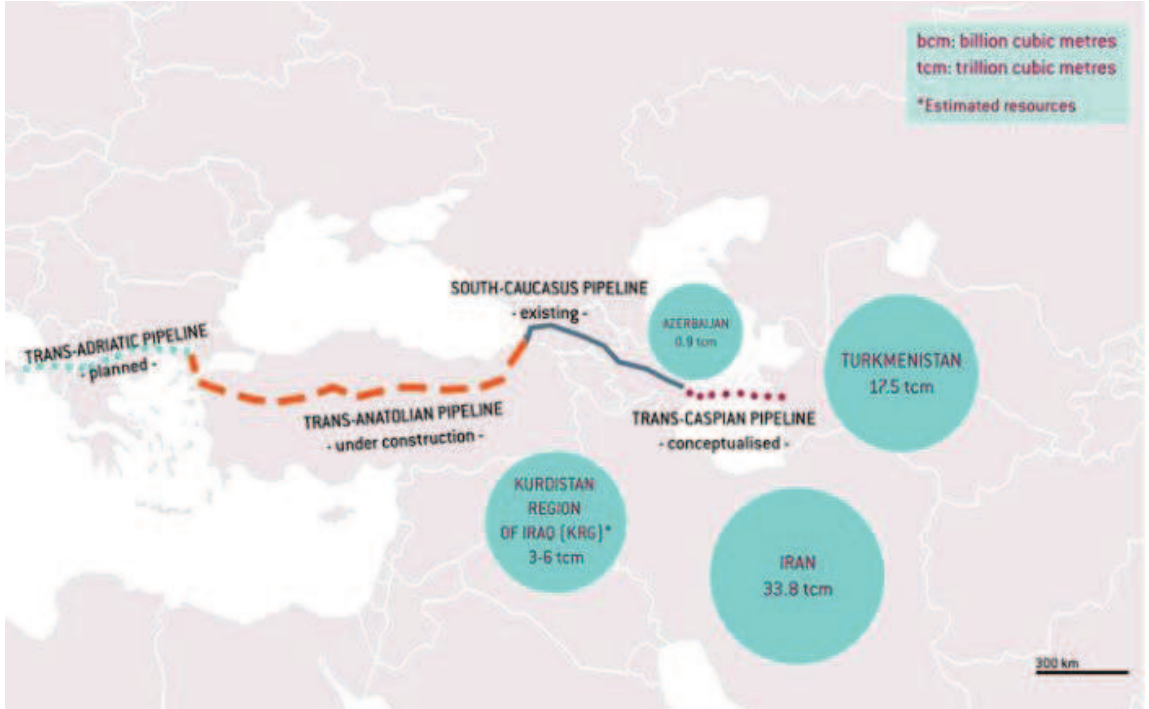 bcm: billion cubic metres
tcm: trillion cubic metres
*Estimated resources
SOUTH-CAUCASUS PIPELINE
- existing -
AZERBAIJAN
0.9 tcm
TRANS-ADRIATIC PIPELINE
- planned -
TURKMENISTAN
17.5 tcm
TRANS-ANATOLIAN PIPELINE
- under construction -
TRANS-CASPIAN PIPELINE
- conceptualised -
KURDISTAN
REGION
OF IRAQ (KRG)*
3-6 tcm
IRAN
33.8 tcm
300 km